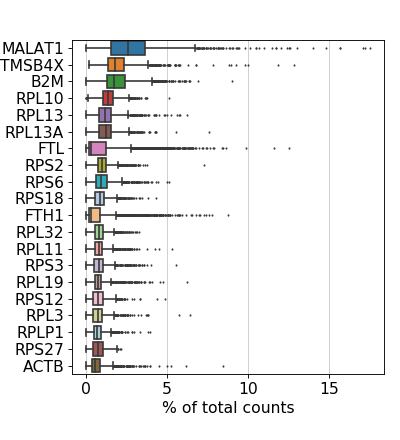 MALAT1
TMSB4X
B2M
RPL10
RPL13
RPL13A
FTL
RPS2
RPS6
RPS18
FTH1
RPL32
RPL11
RPS3
RPL19
RPS12
RPL3
RPLP1
RPS27
ACTB
0 5 10 15
% of total counts